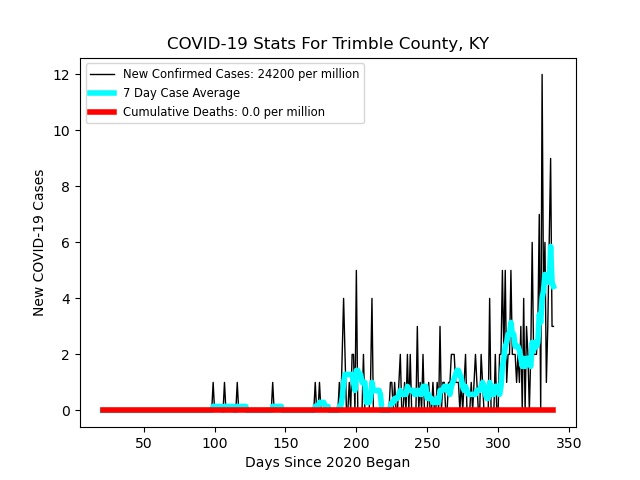 COVID-19 Stats For Trimble County, KY
New Confirmed Cases: 24200 per million
7 Day Case Average
Cumulative Deaths: 0.0 per million
New COVID-19 Cases
12
10
8
6
4
2
0
50
100
150
200
250
300
350
Days Since 2020 Began